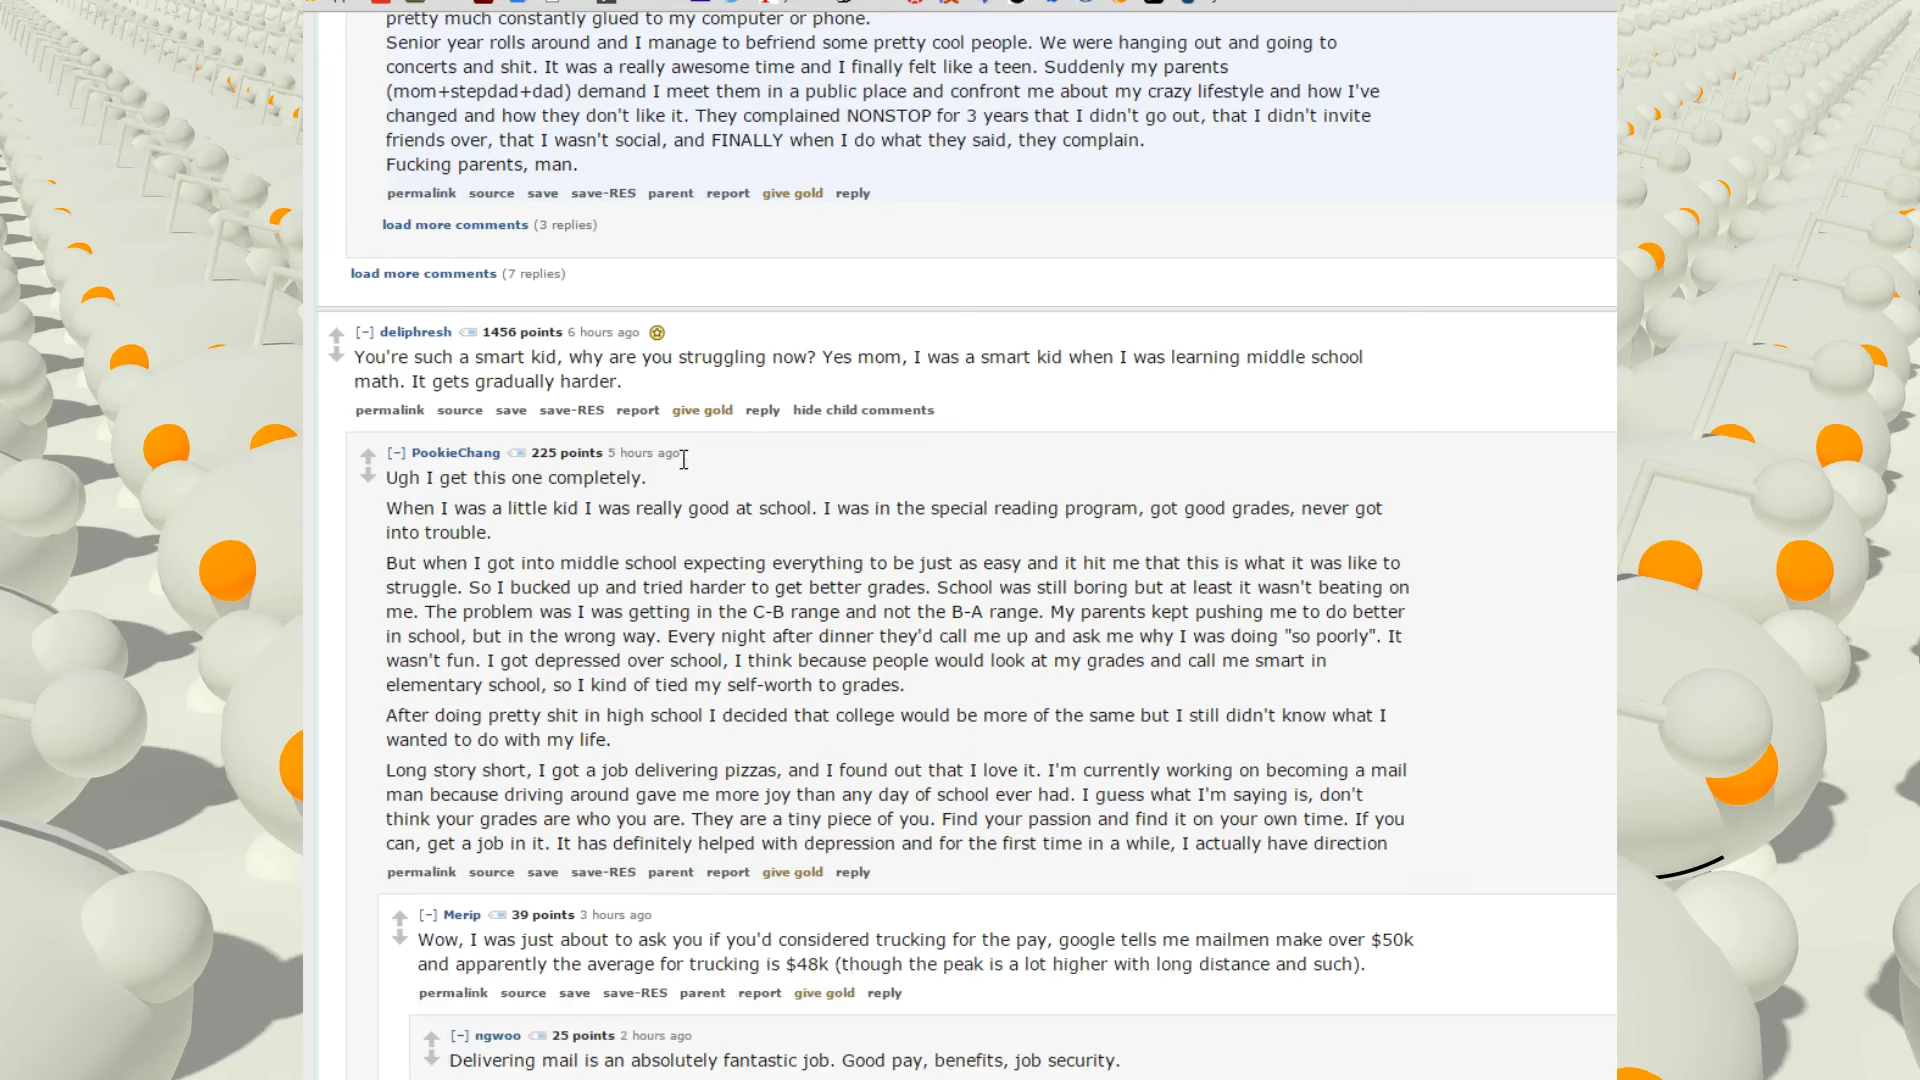 pretty much constantly glued to my computer or phone.
Senior year rolls around and I manage to befriend some pretty cool people. We were hanging out and going to
concerts and shit. It was a really awesome time and I finally felt like a teen. Suddenly my parents
(mom+stepdad+dad) demand I meet them in a public place and confront me about my crazy lifestyle and how I've
changed and how they don't like it. They complained NONSTOP for 3 years that I didn't go out, that I didn't invite
friends over, that I wasn't social, and FINALLY when I do what they said, they complain.
Fucking parents, man.
permalink source save save-RES parent report give gold reply
load more comments (3 replies)
load more comments (7 replies)
[-] deliphresh 1456 points 6 hours ago
You're such a smart kid, why are you struggling now? Yes mom, I was a smart kid when I was learning middle school
math. It gets gradually harder.
permalink source save save-RES report give gold reply hide child comments
[-] PookieChang 225 points 5 hours ago
Ugh I get this one completely.
When I was a little kid I was really good at school. I was in the special reading program, got good grades, never got
into trouble.
But when I got into middle school expecting everything to be just as easy and it hit me that this is what it was like to
struggle. So I bucked up and tried harder to get better grades. School was still boring but at least it wasn't beating on
me. The problem was I was getting in the C-B range and not the B-A range. My parents kept pushing me to do better
in school, but in the wrong way. Every night after dinner they'd call me up and ask me why I was doing "so poorly". It
wasn't fun. I got depressed over school, I think because people would look at my grades and call me smart in
elementary school, so I kind of tied my self-worth to grades.
After doing pretty shit in high school I decided that college would be more of the same but I still didn't know what I
wanted to do with my life.
Long story short, I got a job delivering pizzas, and I found out that I love it. I'm currently working on becoming a mail
man because driving around gave me more joy than any day of school ever had. I guess what I'm saying is, don't
think your grades are who you are. They are a tiny piece of you. Find your passion and find it on your own time. If you
can, get a job in it. It has definitely helped with depression and for the first time in a while, I actually have direction
permalink source save save-RES parent report give gold reply
[-] Merip 39 points 3 hours ago
Wow, I was just about to ask you if you'd considered trucking for the pay, google tells me mailmen make over $50k
and apparently the average for trucking is $48k (though the peak is a lot higher with long distance and such).
permalink source save save-RES parent report give gold reply
[-] ngwoo 25 points 2 hours ago
Delivering mail is an absolutely fantastic job. Good pay, benefits, job security.